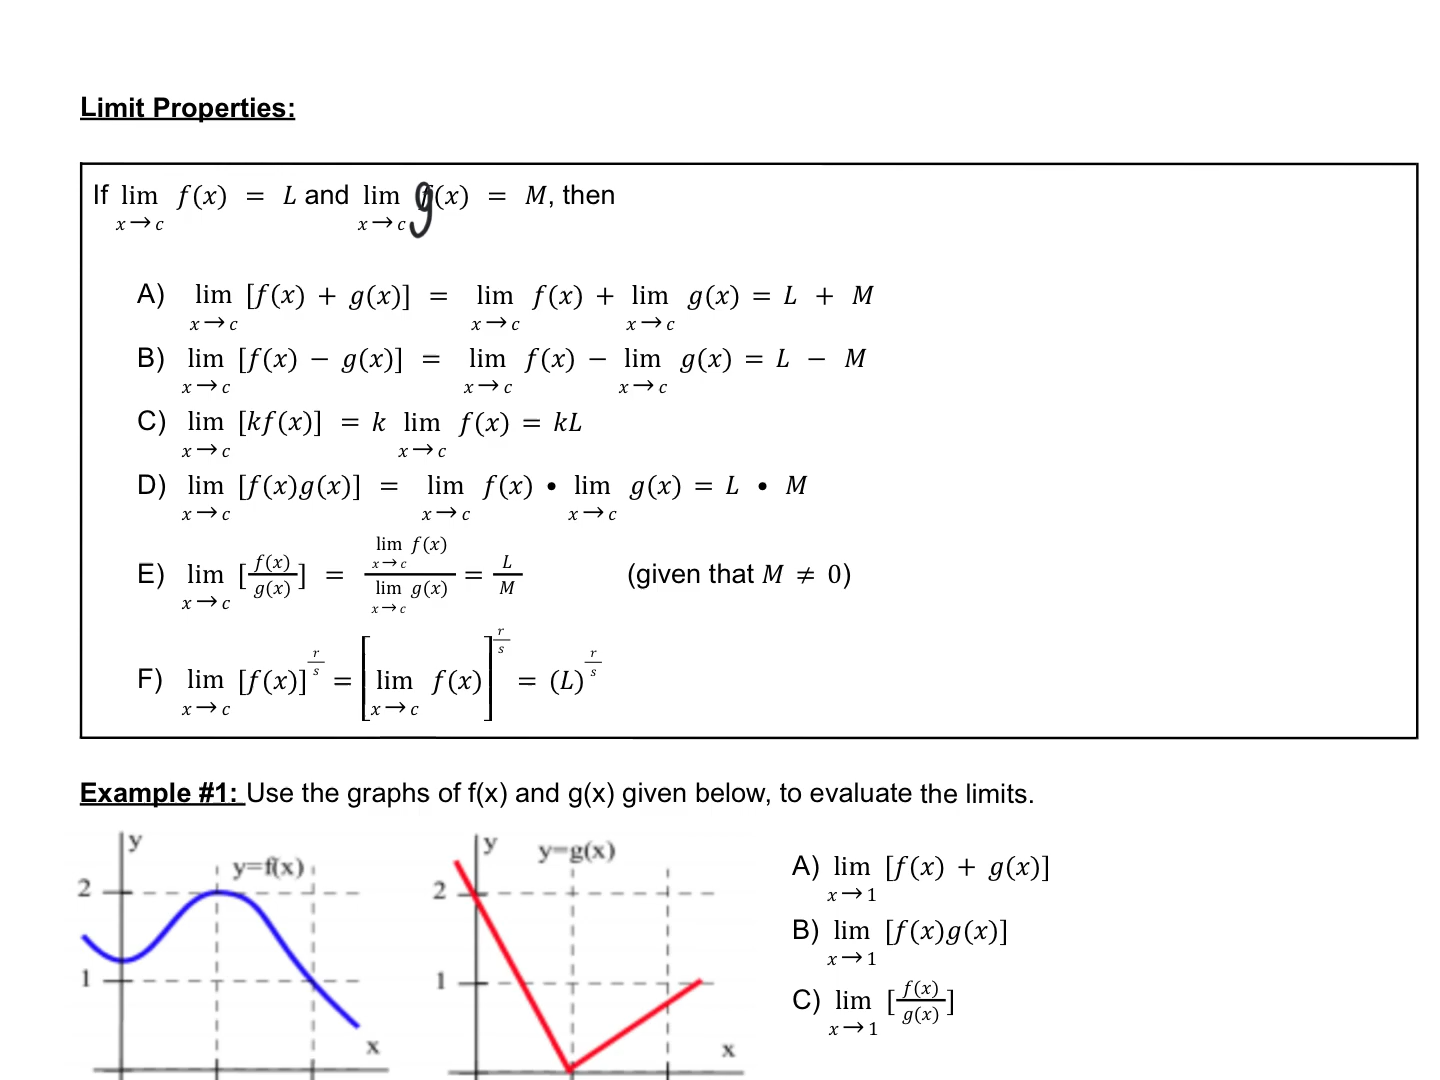 Limit Properties:
If lim x→c f(x) = L and lim x→c g(x) = M, then
A) lim x→c [f(x) + g(x)] = lim x→c f(x) + lim x→c g(x) = L + M
B) lim x→c [f(x) − g(x)] = lim x→c f(x) − lim x→c g(x) = L − M
C) lim x→c [kf(x)] = k lim x→c f(x) = kL
D) lim x→c [f(x)g(x)] = lim x→c f(x) • lim x→c g(x) = L • M
E) lim x→c [f(x)/g(x)] = lim x→c f(x) / lim x→c g(x) = L/M (given that M ≠ 0)
F) lim x→c [f(x)]^(r/s) = [lim x→c f(x)]^(r/s) = (L)^(r/s)
Example #1: Use the graphs of f(x) and g(x) given below, to evaluate the limits.
y
y=f(x)
2
1
x
y
y=g(x)
2
1
x
A) lim x→1 [f(x) + g(x)]
B) lim x→1 [f(x)g(x)]
C) lim x→1 [f(x)/g(x)]